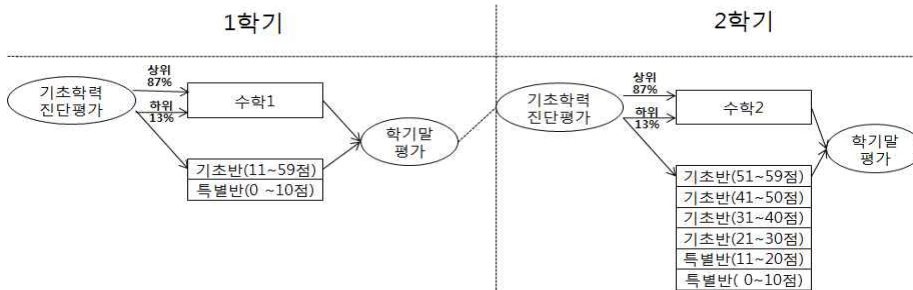 1학기
기초학력
진단평가
상위
87%
하위
13%
수학1
기초반(11~59점)
특별반(0 ~10점)
학기말
평가
2학기
기초학력
진단평가
상위
87%
하위
13%
수학2
기초반(51~59점)
기초반(41~50점)
기초반(31~40점)
기초반(21~30점)
특별반(11~20점)
특별반( 0~10점)
학기말
평가